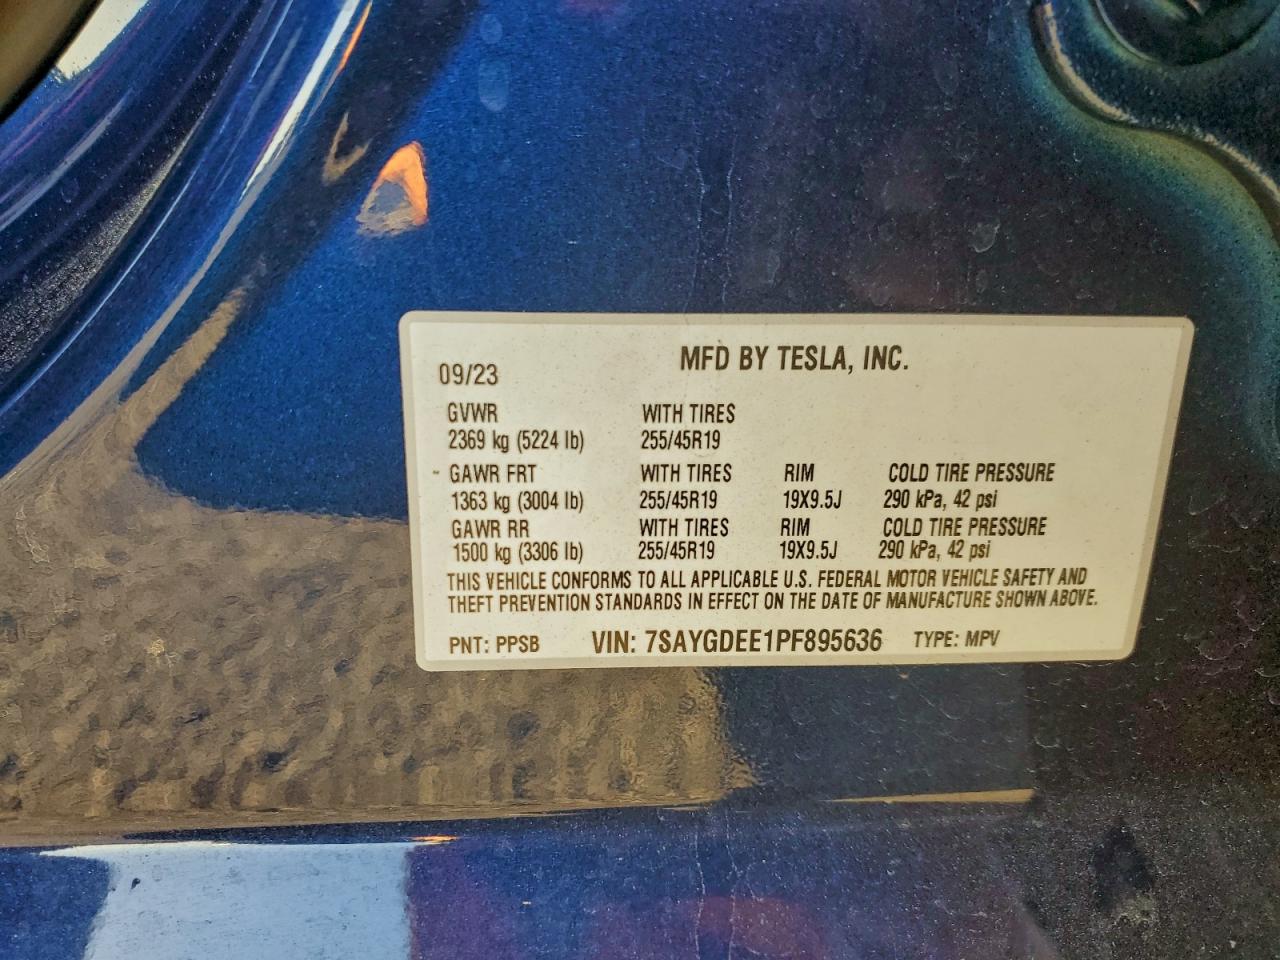 MFD BY TESLA, INC.
09/23
GVWR WITH TIRES
2369 kg (5224 lb) 255/45R19
GAWR FRT WITH TIRES RIM COLD TIRE PRESSURE
1363 kg (3004 lb) 255/45R19 19X9.5J 290 kPa, 42 psi
GAWR RR WITH TIRES RIM COLD TIRE PRESSURE
1500 kg (3306 lb) 255/45R19 19X9.5J 290 kPa, 42 psi
THIS VEHICLE CONFORMS TO ALL APPLICABLE U.S. FEDERAL MOTOR VEHICLE SAFETY AND
THEFT PREVENTION STANDARDS IN EFFECT ON THE DATE OF MANUFACTURE SHOWN ABOVE.
PNT: PPSB VIN: 7SAYGDEE1PF895636 TYPE: MPV